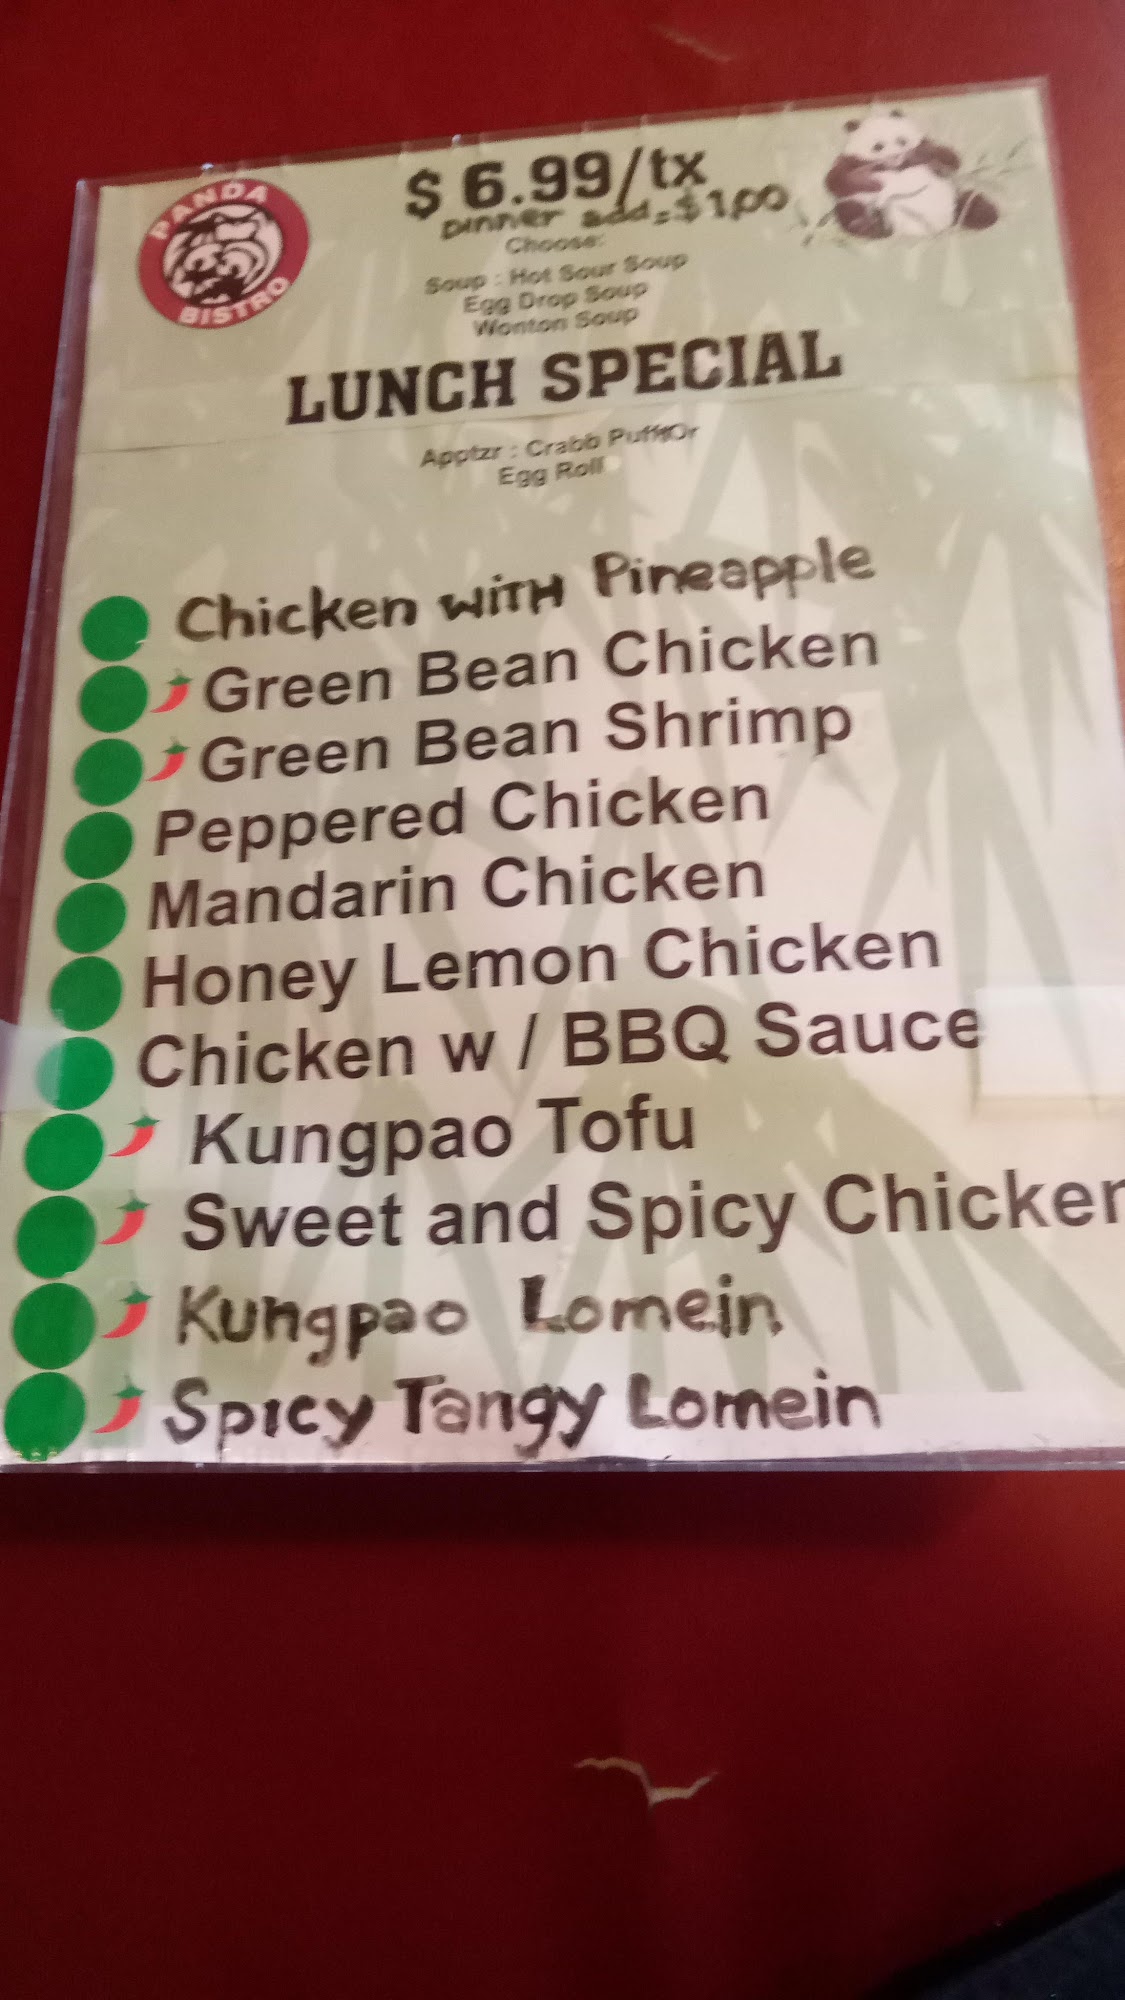 PANDA
BISTRO
$ 6.99/tx
Dinner add = $1.00
Choose:
Soup : Hot Sour Soup
Egg Drop Soup
Wonton Soup
LUNCH SPECIAL
Apptzr : Crabb Puff Or
Egg Roll
Chicken WiTH Pineapple
Green Bean Chicken
Green Bean Shrimp
Peppered Chicken
Mandarin Chicken
Honey Lemon Chicken
Chicken w / BBQ Sauce
Kungpao Tofu
Sweet and Spicy Chicken
Kungpao Lomein
Spicy Tangy Lomein